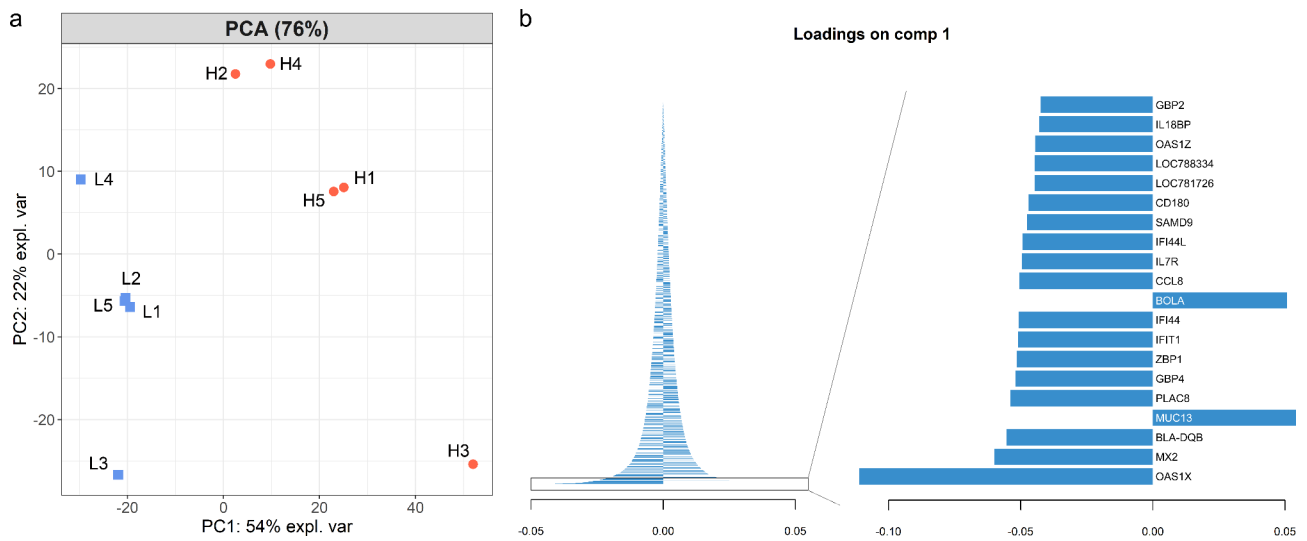 a
PCA (76%)
H2
H4
L4
H1
H5
L2
L5
L1
L3
H3
20
10
0
-10
-20
PC2: 22% expl. var
-20
0
20
40
PC1: 54% expl. var
b
Loadings on comp 1
-0.05
0.00
0.05
GBP2
IL18BP
OAS1Z
LOC788334
LOC781726
CD180
SAMD9
IFI44L
IL7R
CCL8
BOLA
IFI44
IFIT1
ZBP1
GBP4
PLAC8
MUC13
BLA-DQB
MX2
OAS1X
-0.10
-0.05
0.00
0.05